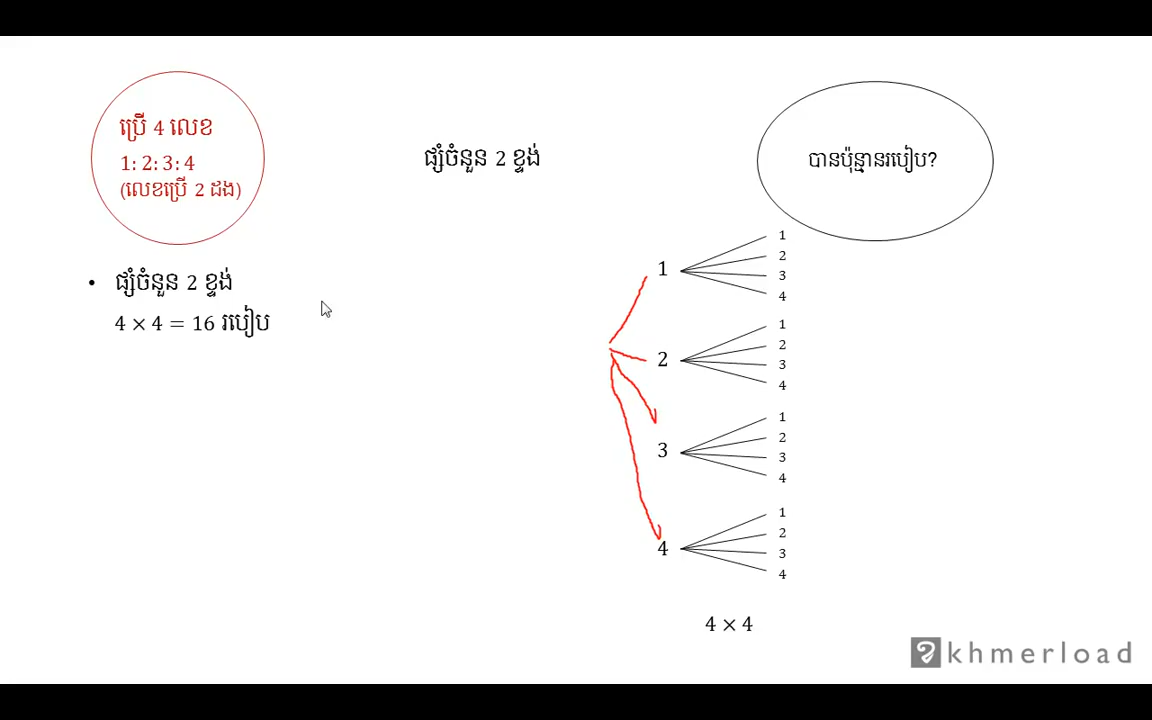 ប្រើ 4 លេខ
1: 2: 3: 4
(លេខប្រើ 2 ដង)
ផ្សំចំនួន 2 ខ្ទង់
បានប៉ុន្មានរបៀប?
• ផ្សំចំនួន 2 ខ្ទង់
4 × 4 = 16 របៀប
1
1
2
3
4
2
1
2
3
4
3
1
2
3
4
4
1
2
3
4
4 × 4
khmerload